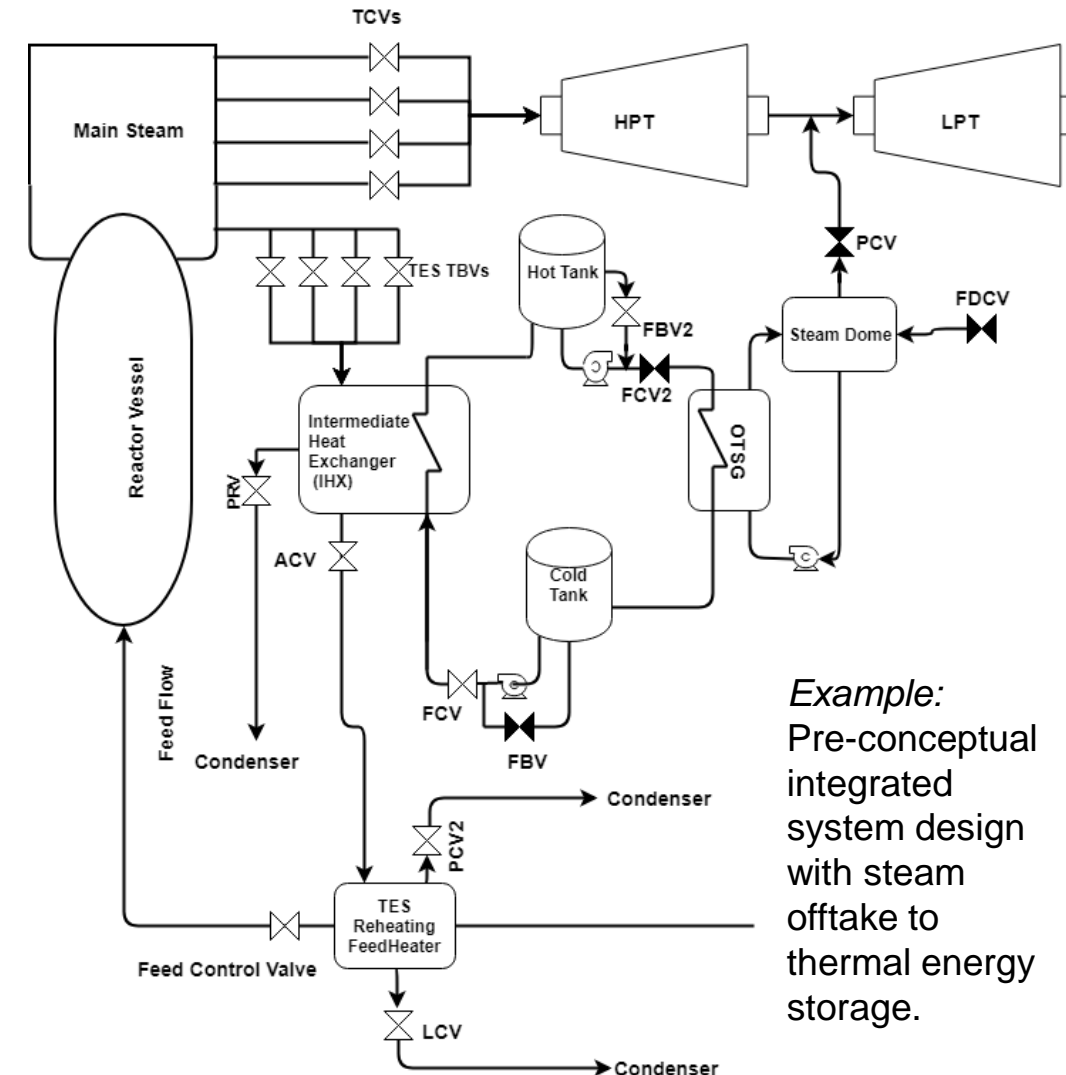 TCVs
Main Steam
HPT
LPT
PCV
TES TBVs
Hot Tank
FBV2
FDCV
Steam Dome
FCV2
Intermediate
Heat
Exchanger
(IHX)
OTSG
Reactor Vessel
PRV
ACV
Cold
Tank
C
FCV
FBV
Feed Flow
Condenser
Example:
Pre-conceptual
integrated
system design
with steam
offtake to
thermal energy
storage.
Condenser
PCV2
TES
Reheating
FeedHeater
Feed Control Valve
LCV
Condenser